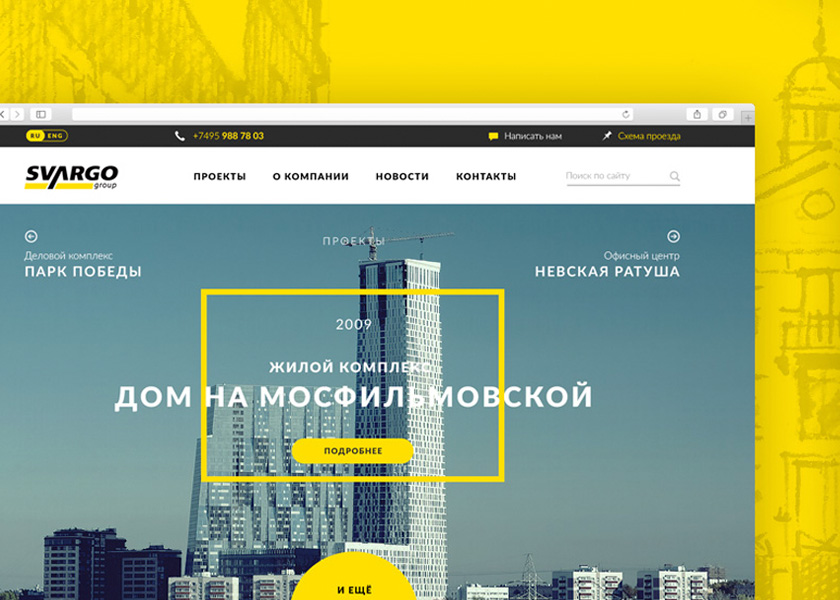 RU ENG
+7495 988 78 03
Написать нам
Схема проезда
SVARGO
group
ПРОЕКТЫ
О КОМПАНИИ
НОВОСТИ
КОНТАКТЫ
Поиск по сайту
Деловой комплекс
ПАРК ПОБЕДЫ
ПРОЕКТЫ
Офисный центр
НЕВСКАЯ РАТУША
2009
ЖИЛОЙ КОМПЛЕКС
ДОМ НА МОСФИЛЬМОВСКОЙ
ПОДРОБНЕЕ
И ЕЩЁ